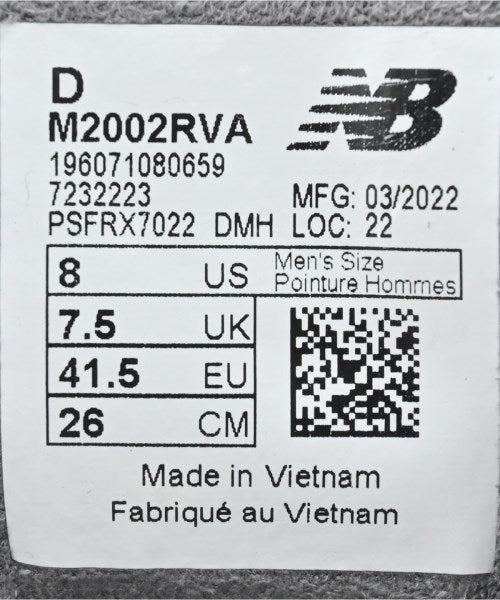 D
NB
M2002RVA
196071080659
7232223 MFG: 03/2022
PSFRX7022 DMH LOC: 22
8 US Men's Size
Pointure Hommes
7.5 UK
41.5 EU
26 CM
Made in Vietnam
Fabriqué au Vietnam